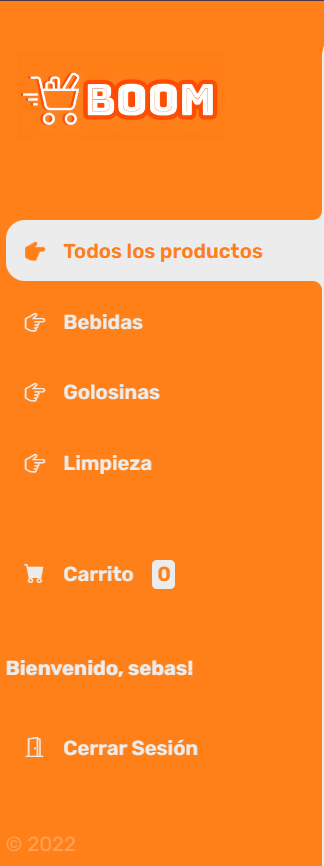 BOOM
Todos los productos
Bebidas
Golosinas
Limpieza
Carrito 0
Bienvenido, sebas!
Cerrar Sesión
© 2022